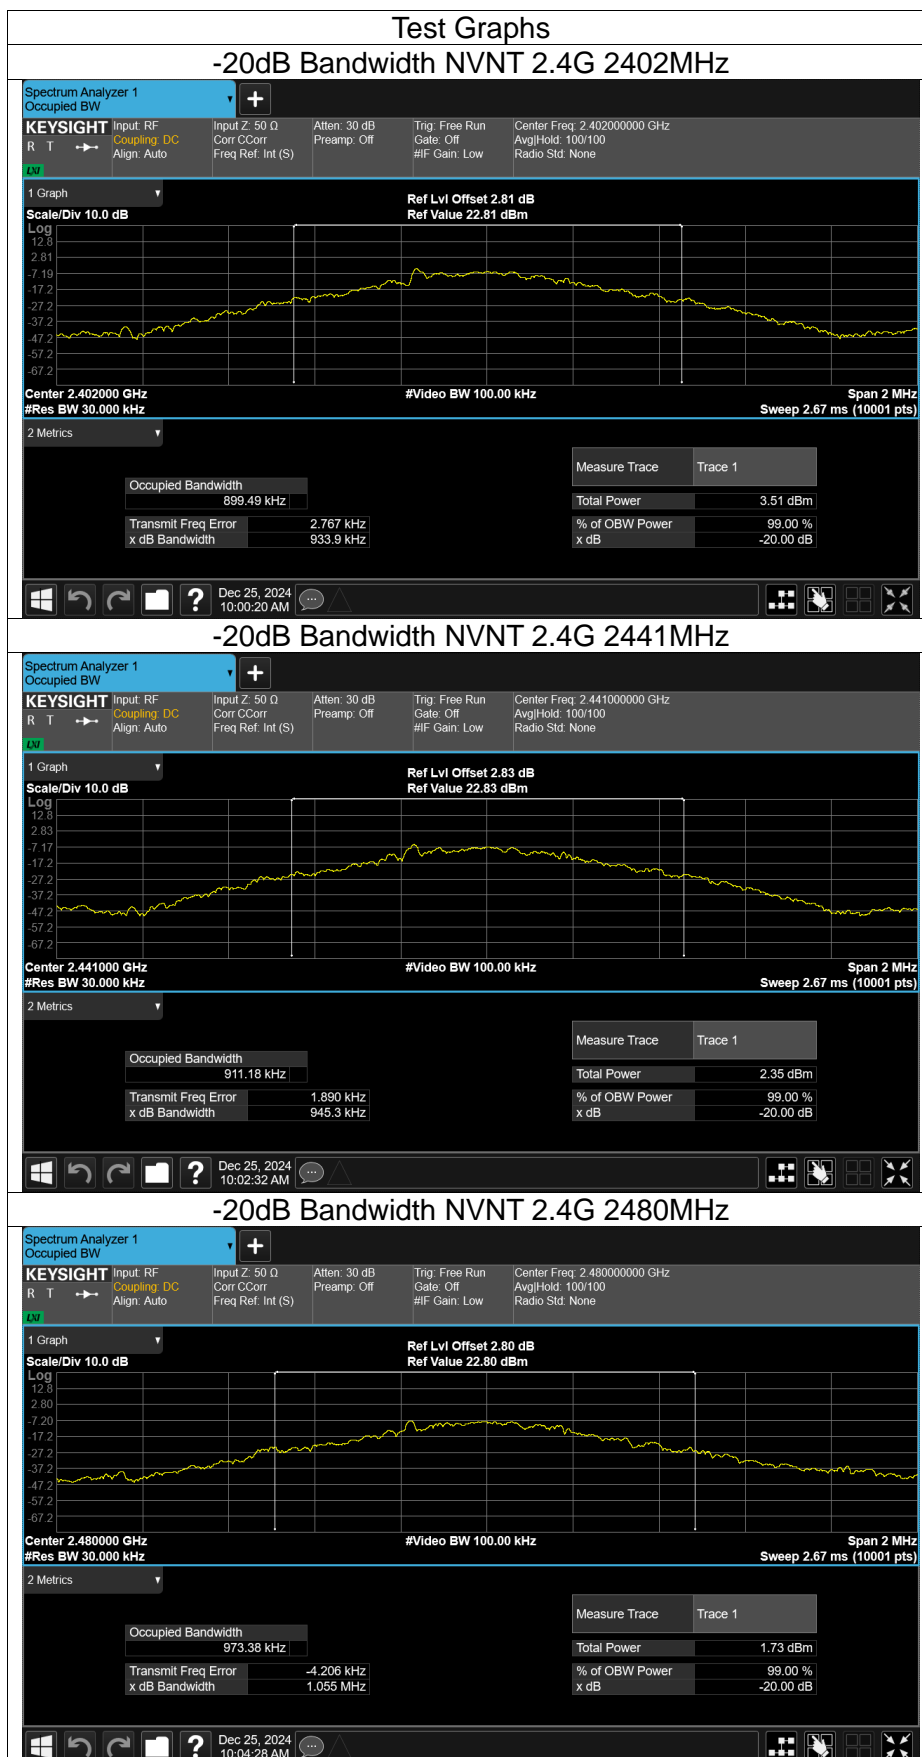 Test Graphs
-20dB Bandwidth NVNT 2.4G 2402MHz
Spectrum Analyzer 1
Occupied BW
KEYSIGHT Input: RF Input Z: 50 Ω Atten: 30 dB Trig: Free Run Center Freq: 2.402000000 GHz
R T Coupling: DC Corr CCorr Preamp: Off Gate: Off Avg|Hold: 100/100
Align: Auto Freq Ref: Int (S) #IF Gain: Low Radio Std: None
LXI
1 Graph
Ref Lvl Offset 2.81 dB
Scale/Div 10.0 dB Ref Value 22.81 dBm
Log
12.8
2.81
-7.19
-17.2
-27.2
-37.2
-47.2
-57.2
-67.2
Center 2.402000 GHz #Video BW 100.00 kHz Span 2 MHz
#Res BW 30.000 kHz Sweep 2.67 ms (10001 pts)
2 Metrics
Measure Trace Trace 1
Occupied Bandwidth
899.49 kHz Total Power 3.51 dBm
Transmit Freq Error 2.767 kHz % of OBW Power 99.00 %
x dB Bandwidth 933.9 kHz x dB -20.00 dB
Dec 25, 2024
10:00:20 AM
-20dB Bandwidth NVNT 2.4G 2441MHz
Spectrum Analyzer 1
Occupied BW
KEYSIGHT Input: RF Input Z: 50 Ω Atten: 30 dB Trig: Free Run Center Freq: 2.441000000 GHz
R T Coupling: DC Corr CCorr Preamp: Off Gate: Off Avg|Hold: 100/100
Align: Auto Freq Ref: Int (S) #IF Gain: Low Radio Std: None
LXI
1 Graph
Ref Lvl Offset 2.83 dB
Scale/Div 10.0 dB Ref Value 22.83 dBm
Log
12.8
2.83
-7.17
-17.2
-27.2
-37.2
-47.2
-57.2
-67.2
Center 2.441000 GHz #Video BW 100.00 kHz Span 2 MHz
#Res BW 30.000 kHz Sweep 2.67 ms (10001 pts)
2 Metrics
Measure Trace Trace 1
Occupied Bandwidth
911.18 kHz Total Power 2.35 dBm
Transmit Freq Error 1.890 kHz % of OBW Power 99.00 %
x dB Bandwidth 945.3 kHz x dB -20.00 dB
Dec 25, 2024
10:02:32 AM
-20dB Bandwidth NVNT 2.4G 2480MHz
Spectrum Analyzer 1
Occupied BW
KEYSIGHT Input: RF Input Z: 50 Ω Atten: 30 dB Trig: Free Run Center Freq: 2.480000000 GHz
R T Coupling: DC Corr CCorr Preamp: Off Gate: Off Avg|Hold: 100/100
Align: Auto Freq Ref: Int (S) #IF Gain: Low Radio Std: None
LXI
1 Graph
Ref Lvl Offset 2.80 dB
Scale/Div 10.0 dB Ref Value 22.80 dBm
Log
12.8
2.80
-7.20
-17.2
-27.2
-37.2
-47.2
-57.2
-67.2
Center 2.480000 GHz #Video BW 100.00 kHz Span 2 MHz
#Res BW 30.000 kHz Sweep 2.67 ms (10001 pts)
2 Metrics
Measure Trace Trace 1
Occupied Bandwidth
973.38 kHz Total Power 1.73 dBm
Transmit Freq Error -4.206 kHz % of OBW Power 99.00 %
x dB Bandwidth 1.055 MHz x dB -20.00 dB
Dec 25, 2024
10:04:28 AM